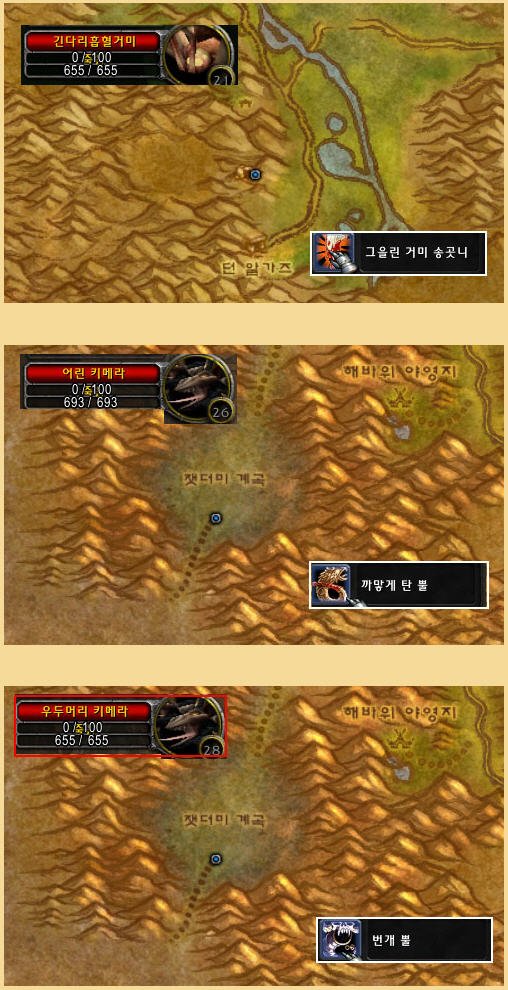 긴다리흡혈거미
0 / 100
죽
655 / 655
21
그을린 거미 송곳니
던 알가즈
어린 키메라
0 / 100
죽
693 / 693
26
해바위 야영지
잿더미 계곡
까맣게 탄 뿔
우두머리 키메라
0 / 100
죽
655 / 655
28
해바위 야영지
잿더미 계곡
번개 뿔